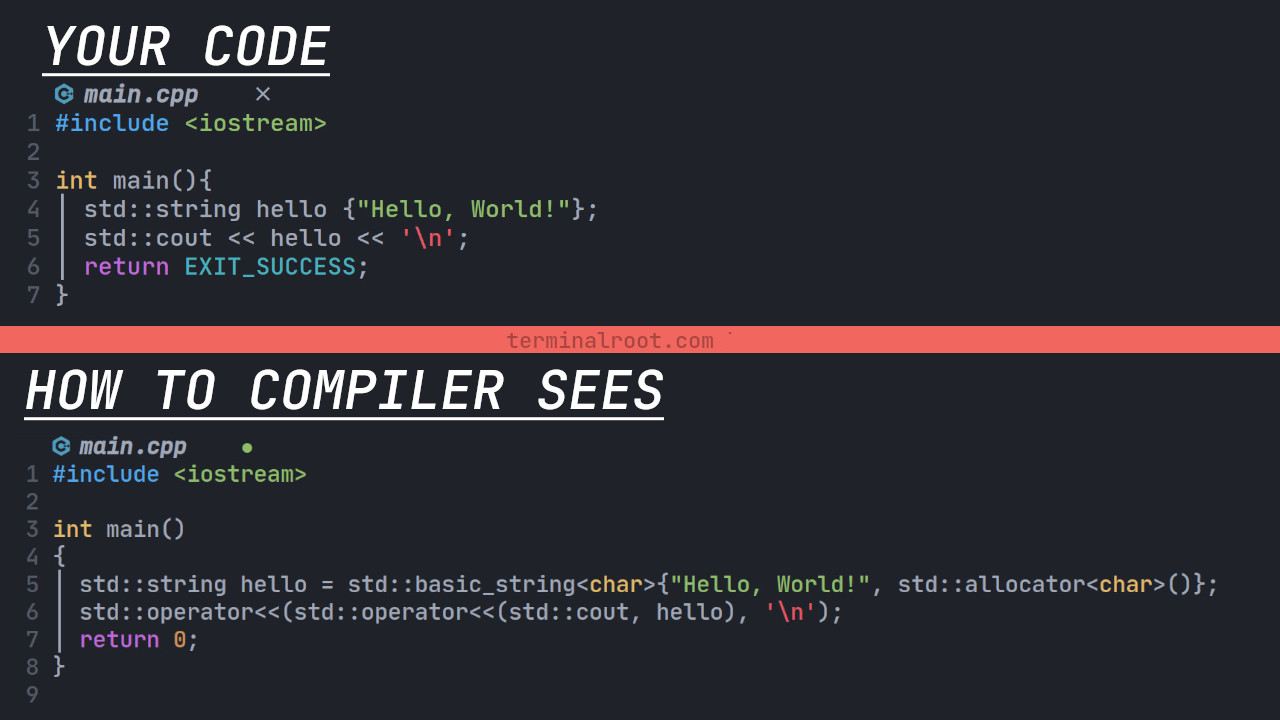 YOUR CODE
main.cpp ×
1 #include <iostream>
2
3 int main(){
4 std::string hello {"Hello, World!"};
5 std::cout << hello << '\n';
6 return EXIT_SUCCESS;
7 }
terminalroot.com
HOW TO COMPILER SEES
main.cpp ●
1 #include <iostream>
2
3 int main()
4 {
5 std::string hello = std::basic_string<char>{"Hello, World!", std::allocator<char>()};
6 std::operator<<(std::operator<<(std::cout, hello), '\n');
7 return 0;
8 }
9